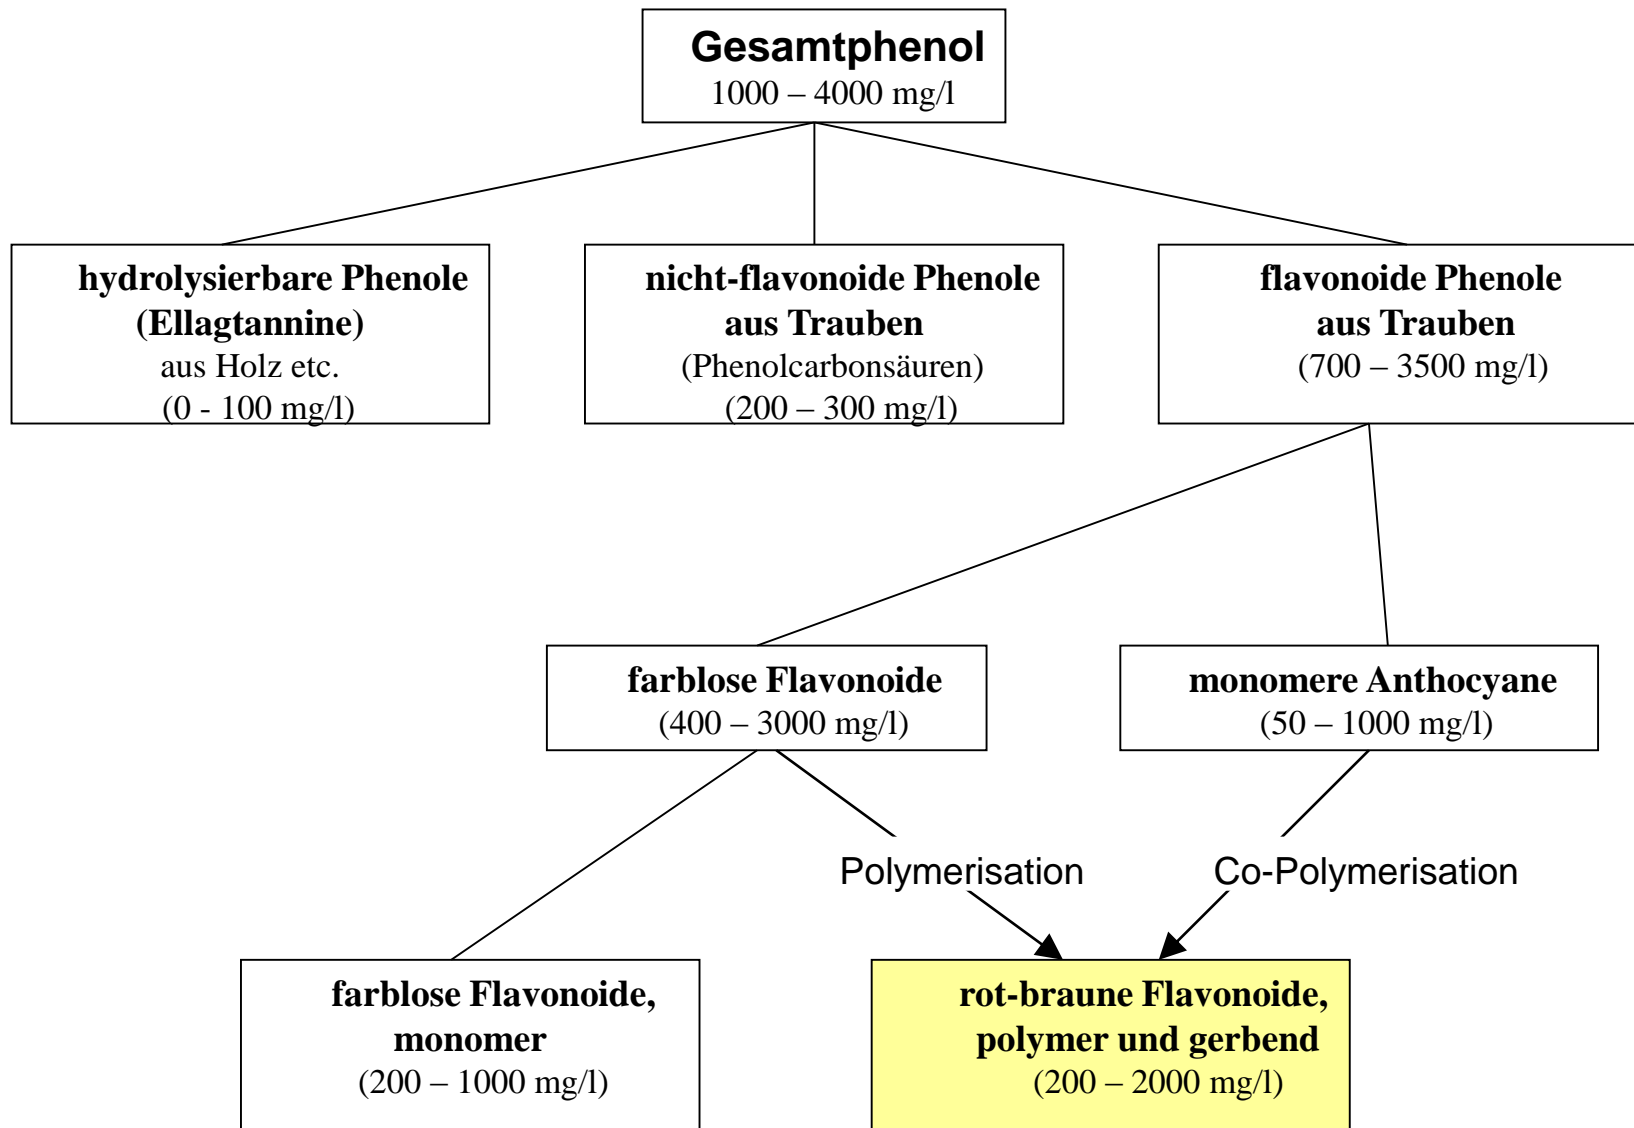 Gesamtphenol
1000 – 4000 mg/l
hydrolysierbare Phenole
(Ellagtannine)
aus Holz etc.
(0 - 100 mg/l)
nicht-flavonoide Phenole
aus Trauben
(Phenolcarbonsäuren)
(200 – 300 mg/l)
flavonoide Phenole
aus Trauben
(700 – 3500 mg/l)
farblose Flavonoide
(400 – 3000 mg/l)
monomere Anthocyane
(50 – 1000 mg/l)
Polymerisation
Co-Polymerisation
farblose Flavonoide,
monomer
(200 – 1000 mg/l)
rot-braune Flavonoide,
polymer und gerbend
(200 – 2000 mg/l)